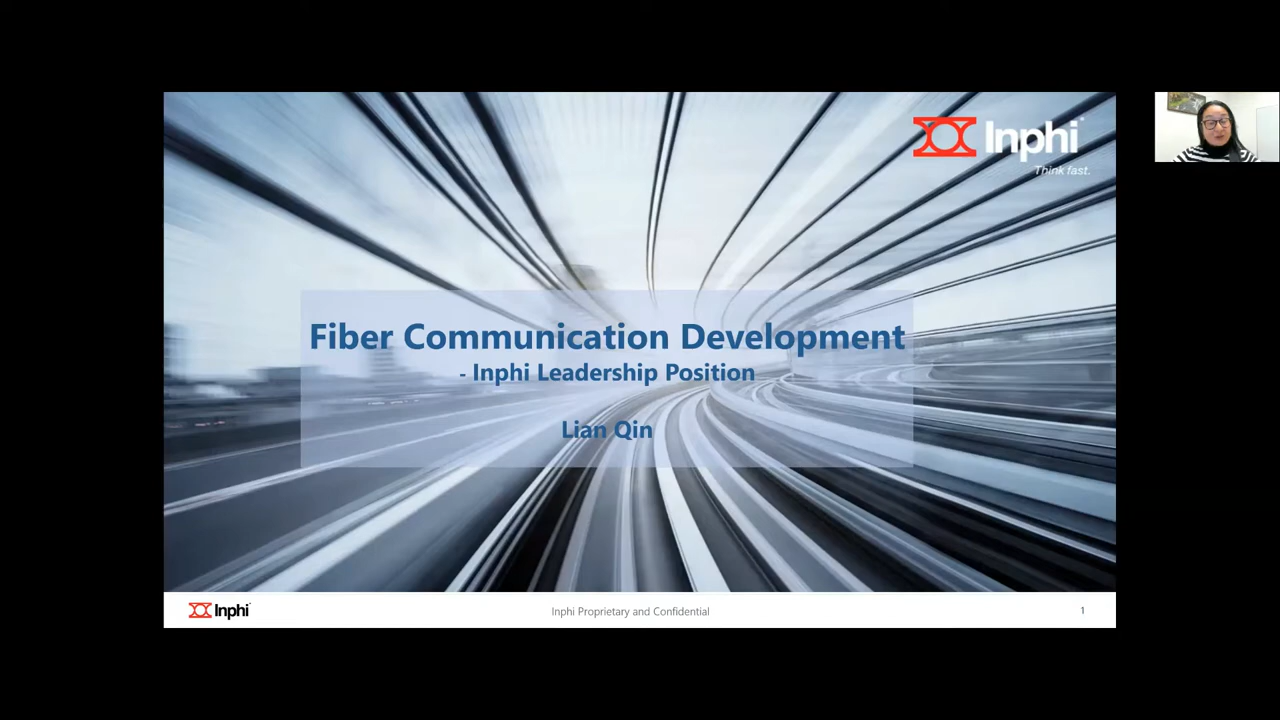 Inphi
Think fast.
Fiber Communication Development
- Inphi Leadership Position
Lian Qin
Inphi
Inphi Proprietary and Confidential
1